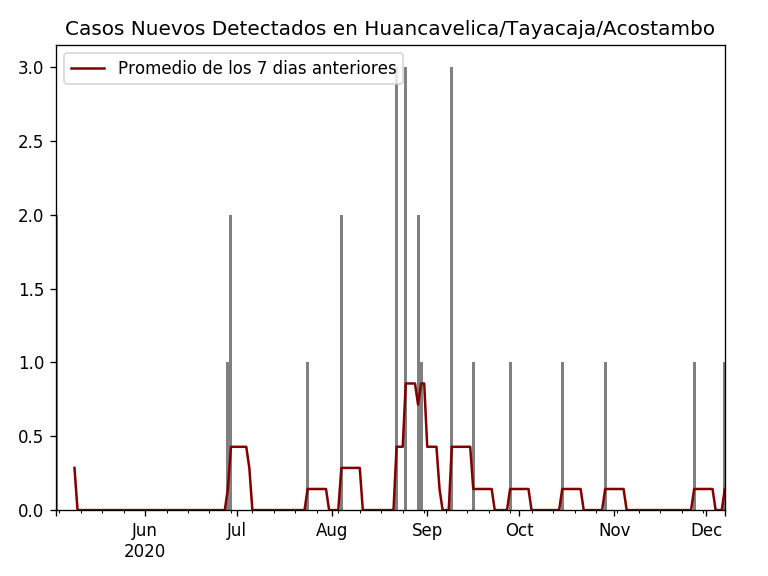 Casos Nuevos Detectados en Huancavelica/Tayacaja/Acostambo
Promedio de los 7 dias anteriores
3.0
2.5
2.0
1.5
1.0
0.5
0.0
Jun Jul Aug Sep Oct Nov Dec
2020